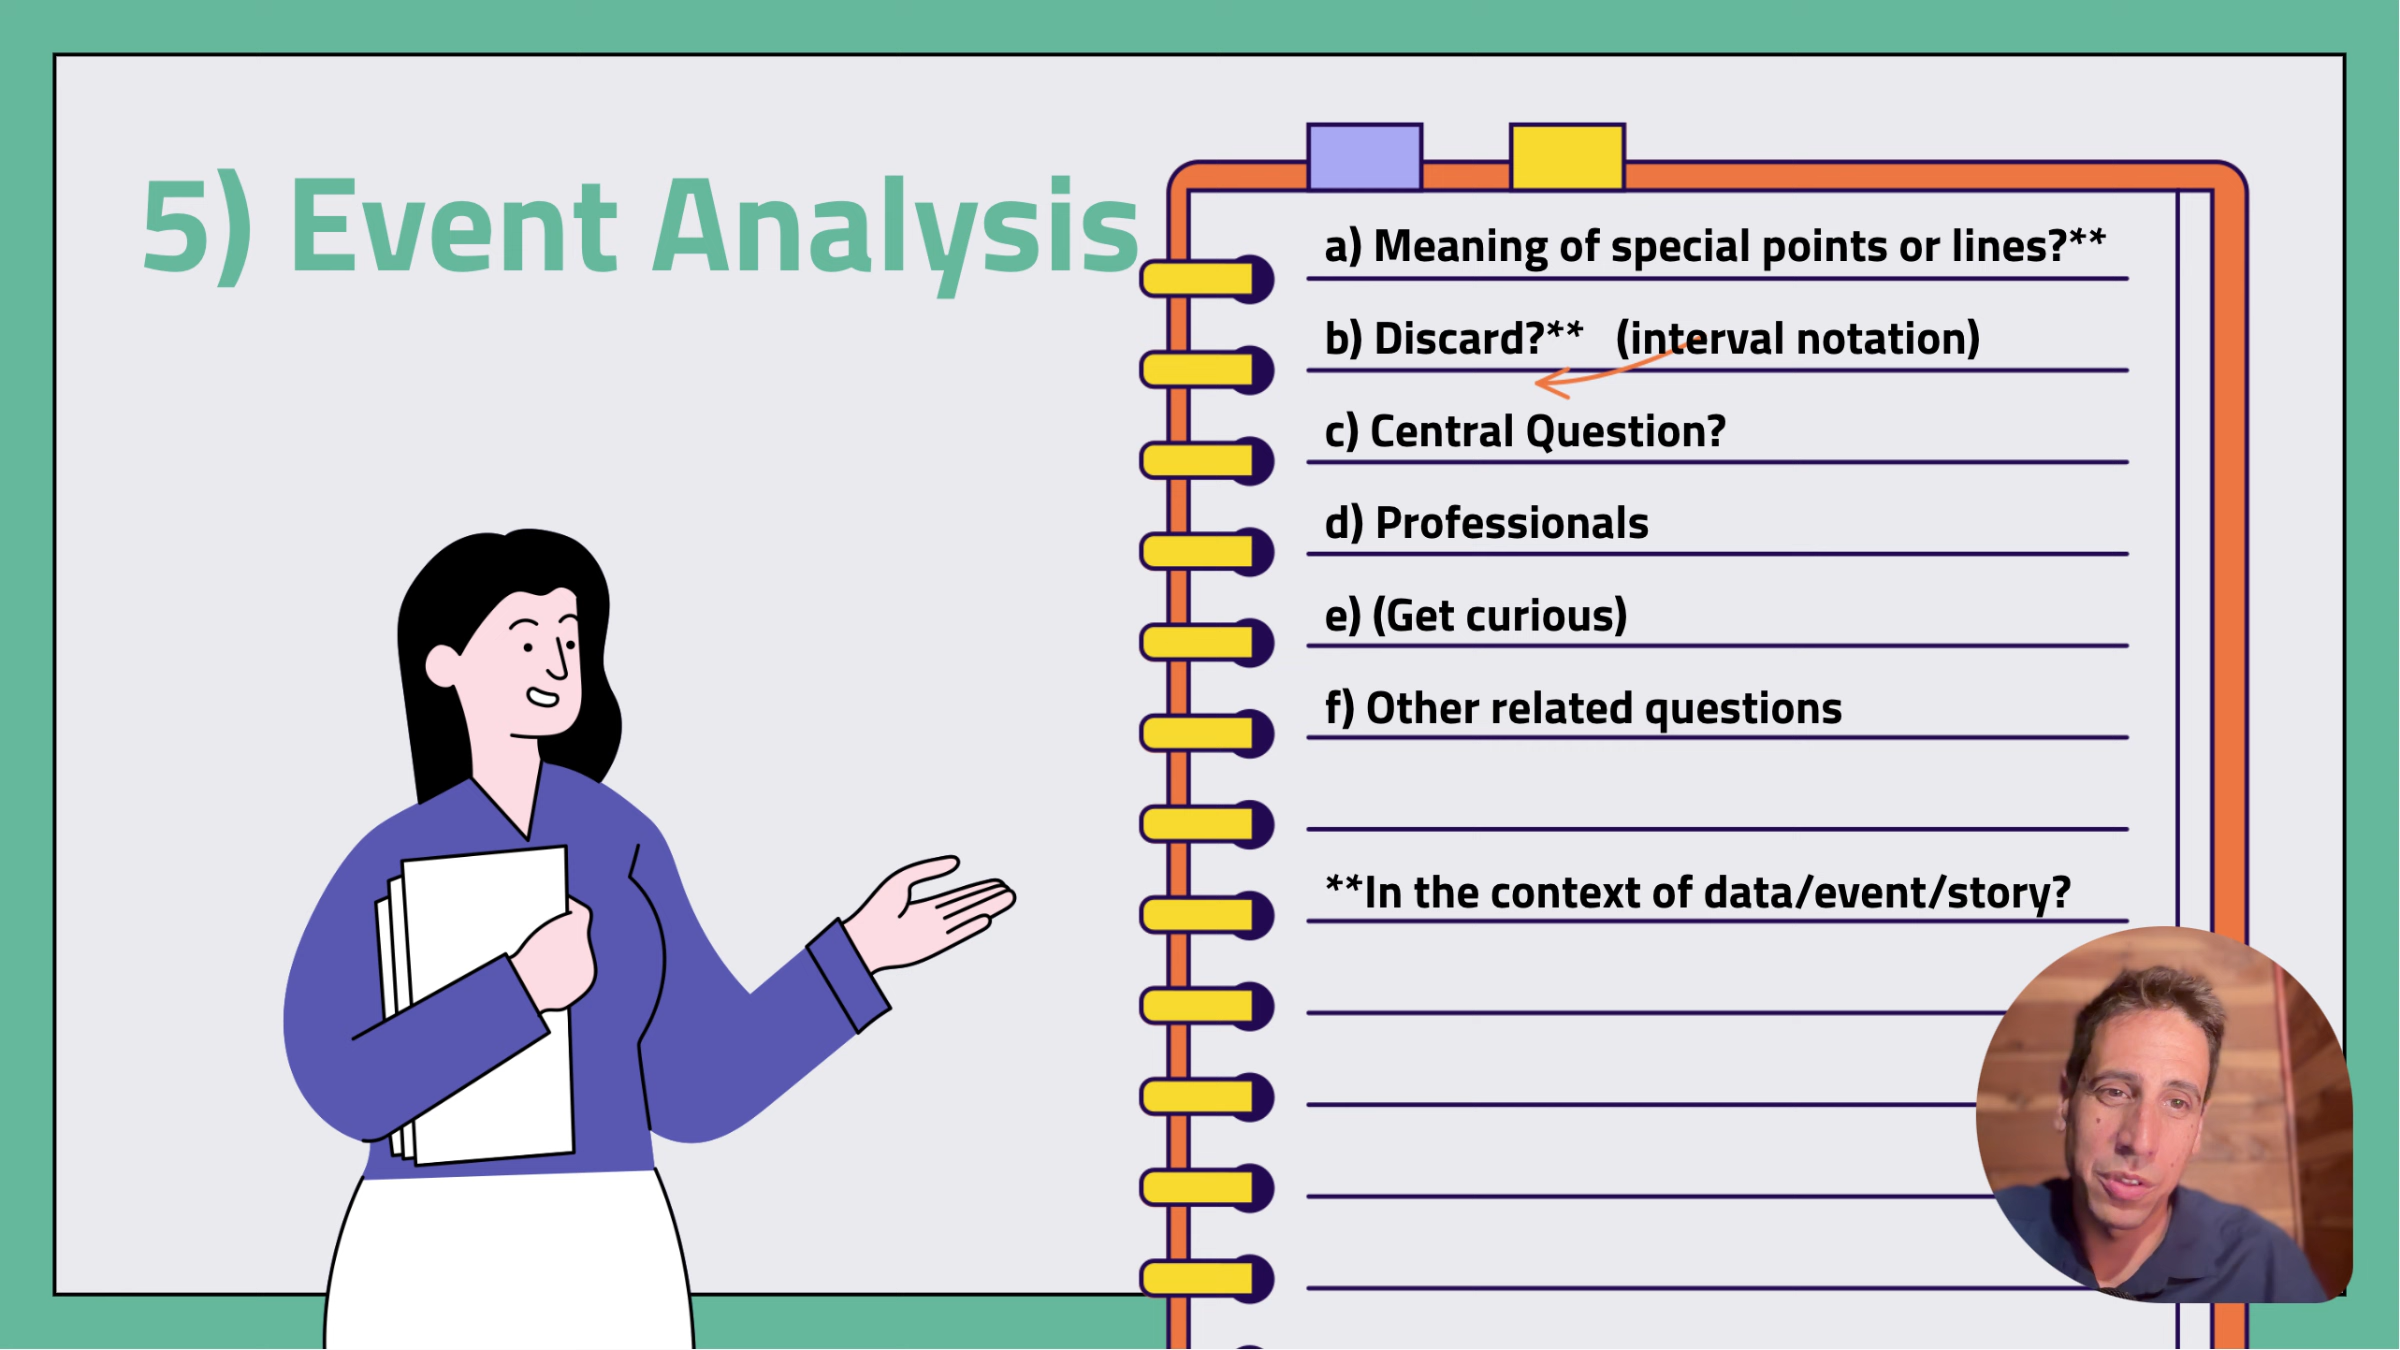 5) Event Analysis
a) Meaning of special points or lines?**
b) Discard?** (interval notation)
c) Central Question?
d) Professionals
e) (Get curious)
f) Other related questions
**In the context of data/event/story?